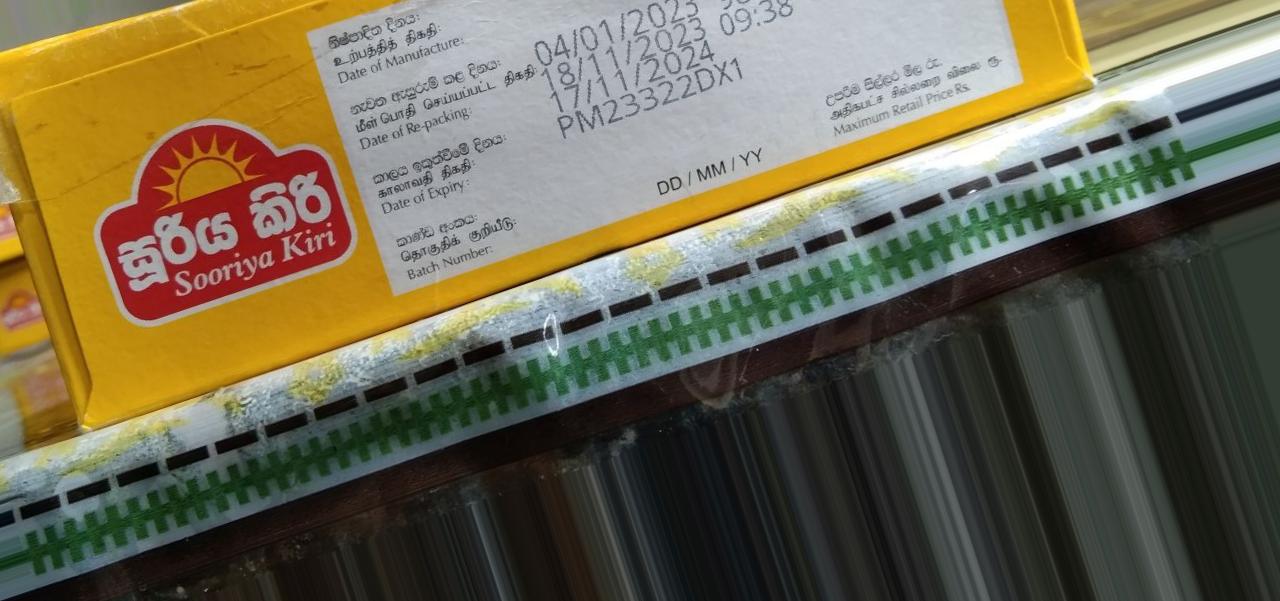 සූරිය කිරි
Sooriya Kiri
නිෂ්පාදිත දිනය:
உற்பத்தித் திகதி:
Date of Manufacture:
නැවත ඇසුරුම් කල දිනය:
மீள் பொதி செய்யப்பட்ட திகதி:
Date of Re-packing:
කාලය ඉකුත්වීමේ දිනය:
காலாவதி திகதி:
Date of Expiry:
කාණ්ඩ අංකය:
தொகுதிக் குறியீடு:
Batch Number:
04/01/2023
18/11/2023 09:38
17/11/2024
PM23322DX1
DD / MM / YY
උපරිම සිල්ලර මිල රු.
அதிகபட்ச சில்லறை விலை ரூ.
Maximum Retail Price Rs.